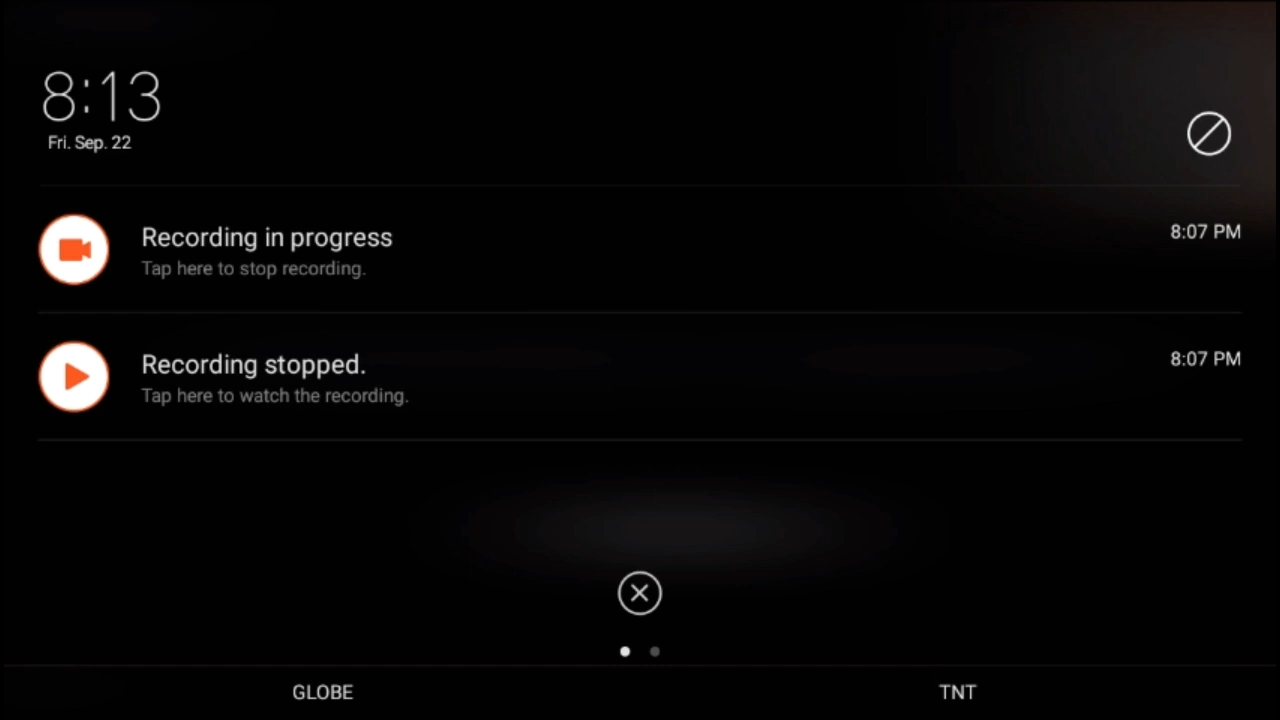 8:13
Fri. Sep. 22
Recording in progress
8:07 PM
Tap here to stop recording.
Recording stopped.
8:07 PM
Tap here to watch the recording.
GLOBE
TNT